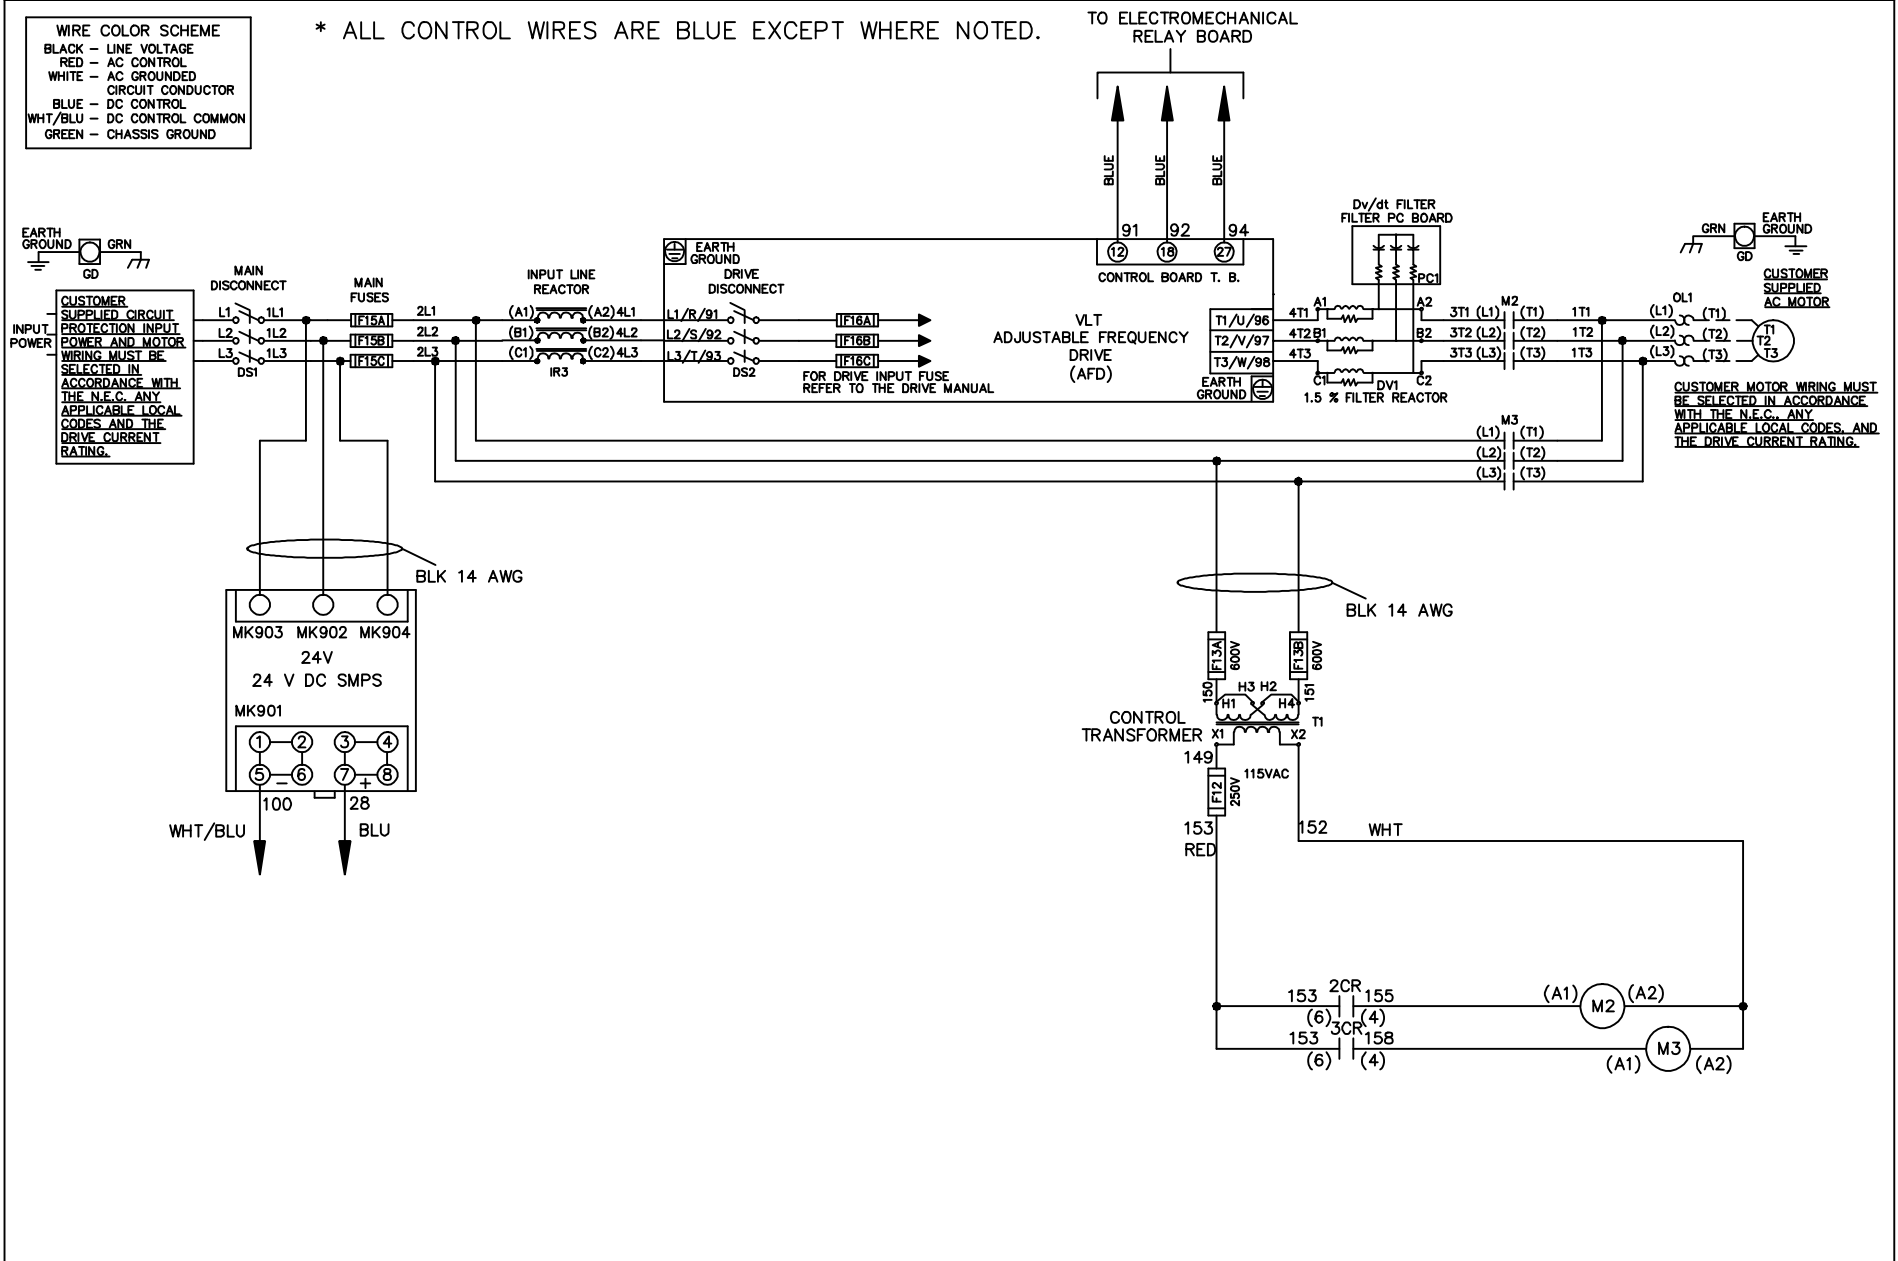 WIRE COLOR SCHEME
BLACK – LINE VOLTAGE
RED – AC CONTROL
WHITE – AC GROUNDED
CIRCUIT CONDUCTOR
BLUE – DC CONTROL
WHT/BLU – DC CONTROL COMMON
GREEN – CHASSIS GROUND
* ALL CONTROL WIRES ARE BLUE EXCEPT WHERE NOTED.
TO ELECTROMECHANICAL
RELAY BOARD
BLUE
BLUE
BLUE
91 92 94
12 18 27
CONTROL BOARD T. B.
EARTH
GROUND
GRN
GD
INPUT
POWER
CUSTOMER
SUPPLIED CIRCUIT
PROTECTION INPUT
POWER AND MOTOR
WIRING MUST BE
SELECTED IN
ACCORDANCE WITH
THE N.E.C. ANY
APPLICABLE LOCAL
CODES AND THE
DRIVE CURRENT
RATING.
MAIN
DISCONNECT
L1 1L1
L2 1L2
L3 1L3
DS1
MAIN
FUSES
F15A
F15B
F15C
2L1
2L2
2L3
INPUT LINE
REACTOR
(A1) (A2) 4L1
(B1) (B2) 4L2
(C1) (C2) 4L3
IR3
EARTH
GROUND
DRIVE
DISCONNECT
L1/R/91
L2/S/92
L3/T/93
DS2
F16A
F16B
F16C
FOR DRIVE INPUT FUSE
REFER TO THE DRIVE MANUAL
VLT
ADJUSTABLE FREQUENCY
DRIVE
(AFD)
T1/U/96
T2/V/97
T3/W/98
EARTH
GROUND
Dv/dt FILTER
FILTER PC BOARD
PC1
4T1 A1 A2
4T2 B1 B2
4T3
C1 C2
DV1
1.5 % FILTER REACTOR
M2
3T1 (L1) (T1) 1T1
3T2 (L2) (T2) 1T2
3T3 (L3) (T3) 1T3
OL1
(L1) (T1)
(L2) (T2)
(L3) (T3)
T1
T2
T3
GRN
EARTH
GROUND
GD
CUSTOMER
SUPPLIED
AC MOTOR
CUSTOMER MOTOR WIRING MUST
BE SELECTED IN ACCORDANCE
WITH THE N.E.C., ANY
APPLICABLE LOCAL CODES, AND
THE DRIVE CURRENT RATING.
M3
(L1) (T1)
(L2) (T2)
(L3) (T3)
BLK 14 AWG
MK903 MK902 MK904
24V
24 V DC SMPS
MK901
1 2 3 4
5 – 6 7 + 8
100 28
WHT/BLU BLU
BLK 14 AWG
F13A 600V
F13B 600V
150 151
H3 H2
H1 H4
T1
CONTROL
TRANSFORMER
X1 X2
149
115VAC
F12 250V
153
RED
152 WHT
2CR
153 155
(6) (4)
(A1) M2 (A2)
3CR
153 158
(6) (4)
(A1) M3 (A2)